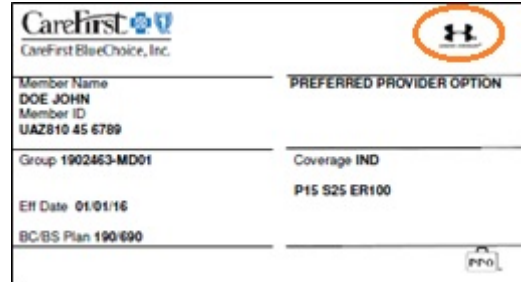 CareFirst
CareFirst BlueChoice, Inc.
Member Name
DOE JOHN
Member ID
UAZ810 45 6789
PREFERRED PROVIDER OPTION
Group 1902463-MD01
Eff Date 01/01/16
BC/BS Plan 190/690
Coverage IND
P15 S25 ER100
PPO